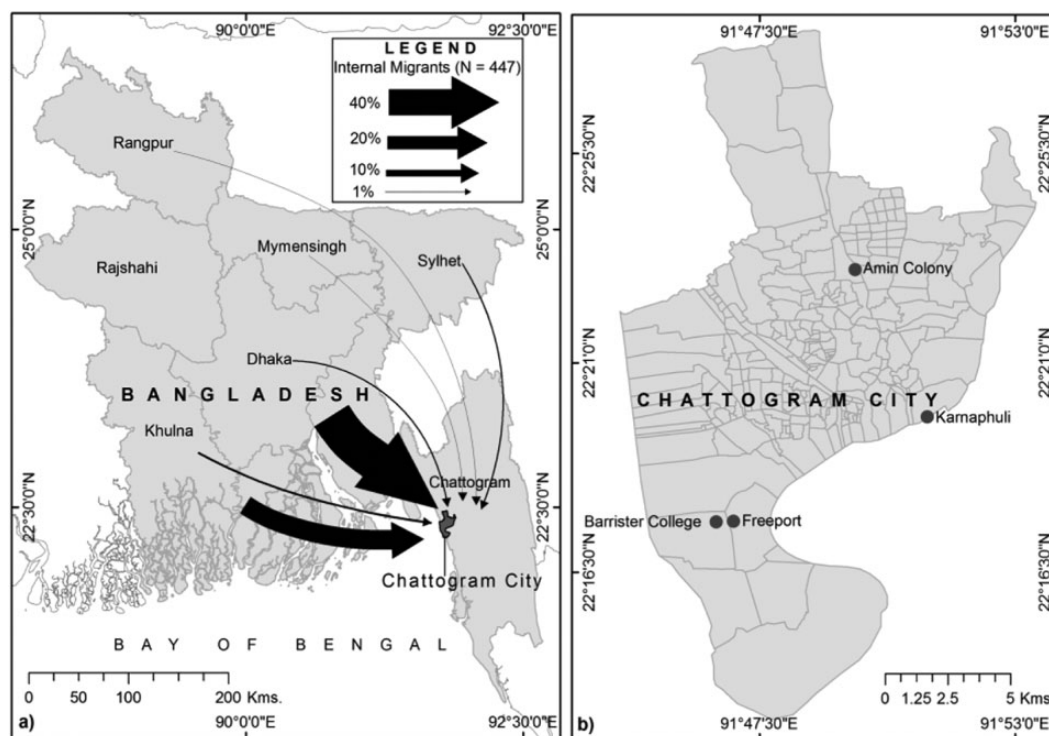 90°0'0"E
92°30'0"E
LEGEND
Internal Migrants (N = 447)
40%
20%
10%
1%
Rangpur
25°0'0"N
25°0'0"N
Mymensingh
Rajshahi
Sylhet
Dhaka
BANGLADESH
Khulna
Chattogram
22°30'0"N
22°30'0"N
Chattogram City
BAY OF BENGAL
0 50 100 200 Kms.
a)
90°0'0"E
92°30'0"E
91°47'30"E
91°53'0"E
22°25'30"N
22°25'30"N
Amin Colony
22°21'0"N
22°21'0"N
CHATTOGRAM CITY
Karnaphuli
Barrister College
Freeport
22°16'30"N
22°16'30"N
0 1.25 2.5 5 Kms
b)
91°47'30"E
91°53'0"E